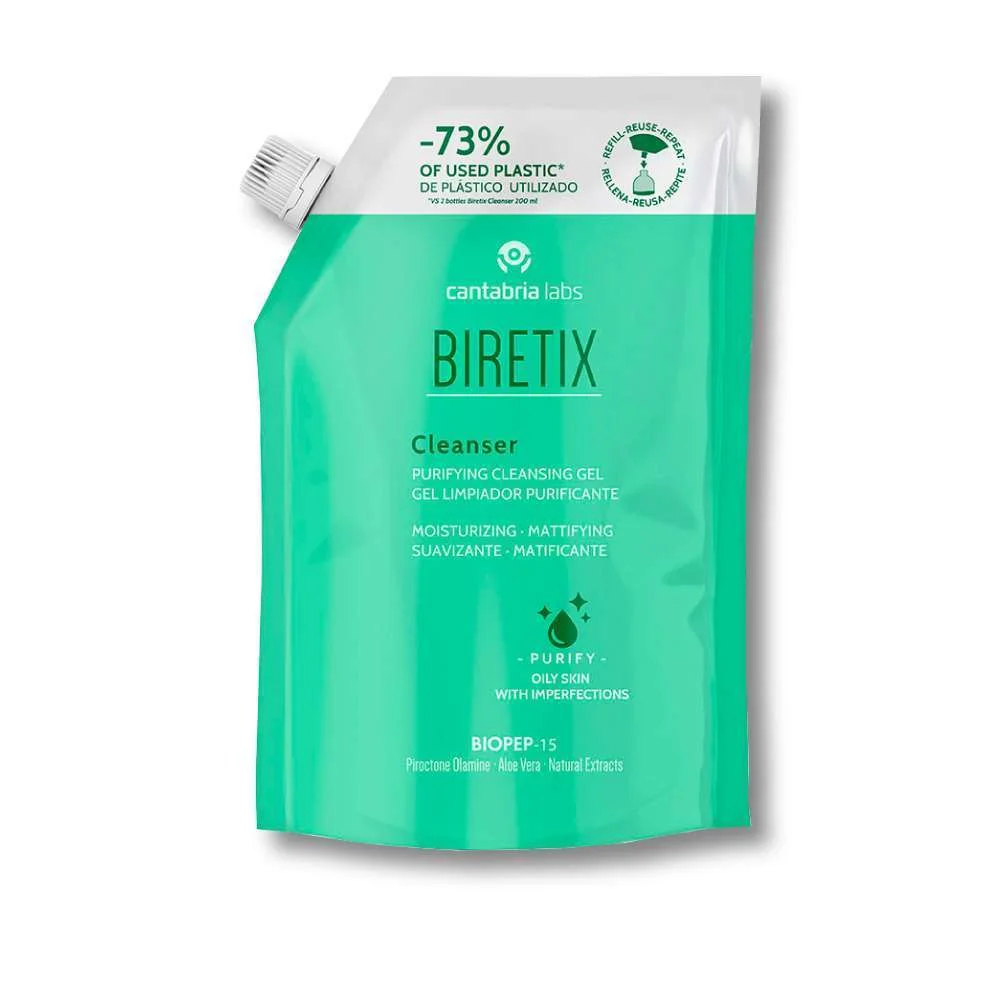 -73%
OF USED PLASTIC*
DE PLÁSTICO UTILIZADO
*VS 2 bottles Biretix Cleanser 200 ml
REFILL-REUSE-REPEAT
RELLENA-REUSA-REPITE
cantabria labs
BIRETIX
Cleanser
PURIFYING CLEANSING GEL
GEL LIMPIADOR PURIFICANTE
MOISTURIZING · MATTIFYING
SUAVIZANTE · MATIFICANTE
- PURIFY -
OILY SKIN
WITH IMPERFECTIONS
BIOPEP-15
Piroctone Olamine · Aloe Vera · Natural Extracts